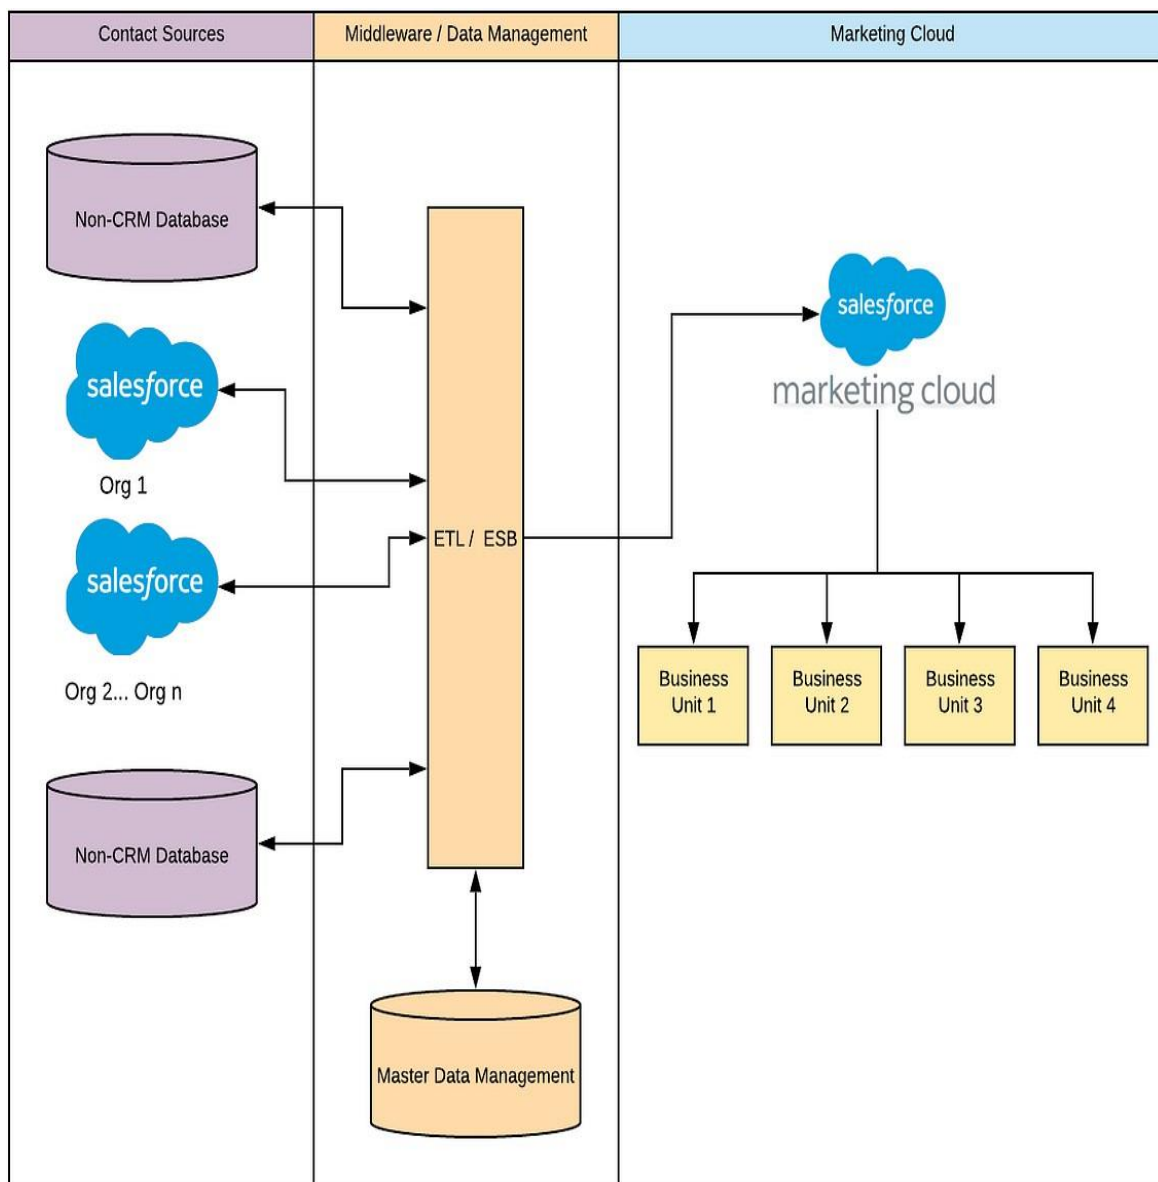 Contact Sources
Middleware / Data Management
Marketing Cloud
Non-CRM Database
salesforce
Org 1
salesforce
Org 2... Org n
Non-CRM Database
ETL / ESB
Master Data Management
salesforce
marketing cloud
Business
Unit 1
Business
Unit 2
Business
Unit 3
Business
Unit 4